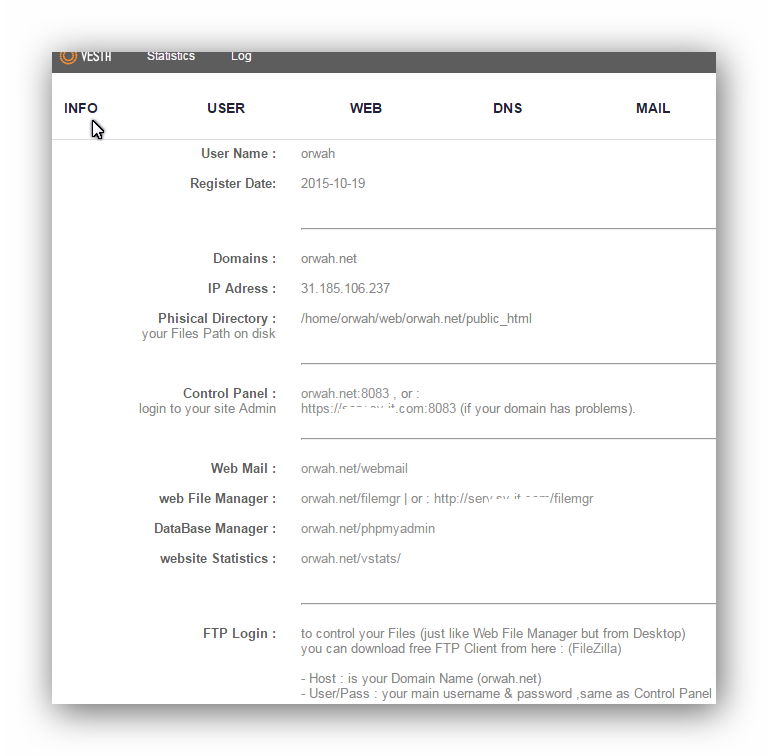 VESTA Statistics Log
INFO USER WEB DNS MAIL
User Name : orwah
Register Date: 2015-10-19
Domains : orwah.net
IP Adress : 31.185.106.237
Phisical Directory : /home/orwah/web/orwah.net/public_html
your Files Path on disk
Control Panel : orwah.net:8083 , or :
login to your site Admin https:// .com:8083 (if your domain has problems).
Web Mail : orwah.net/webmail
web File Manager : orwah.net/filemgr | or : http:// /filemgr
DataBase Manager : orwah.net/phpmyadmin
website Statistics : orwah.net/vstats/
FTP Login : to control your Files (just like Web File Manager but from Desktop)
you can download free FTP Client from here : (FileZilla)
- Host : is your Domain Name (orwah.net)
- User/Pass : your main username & password ,same as Control Panel